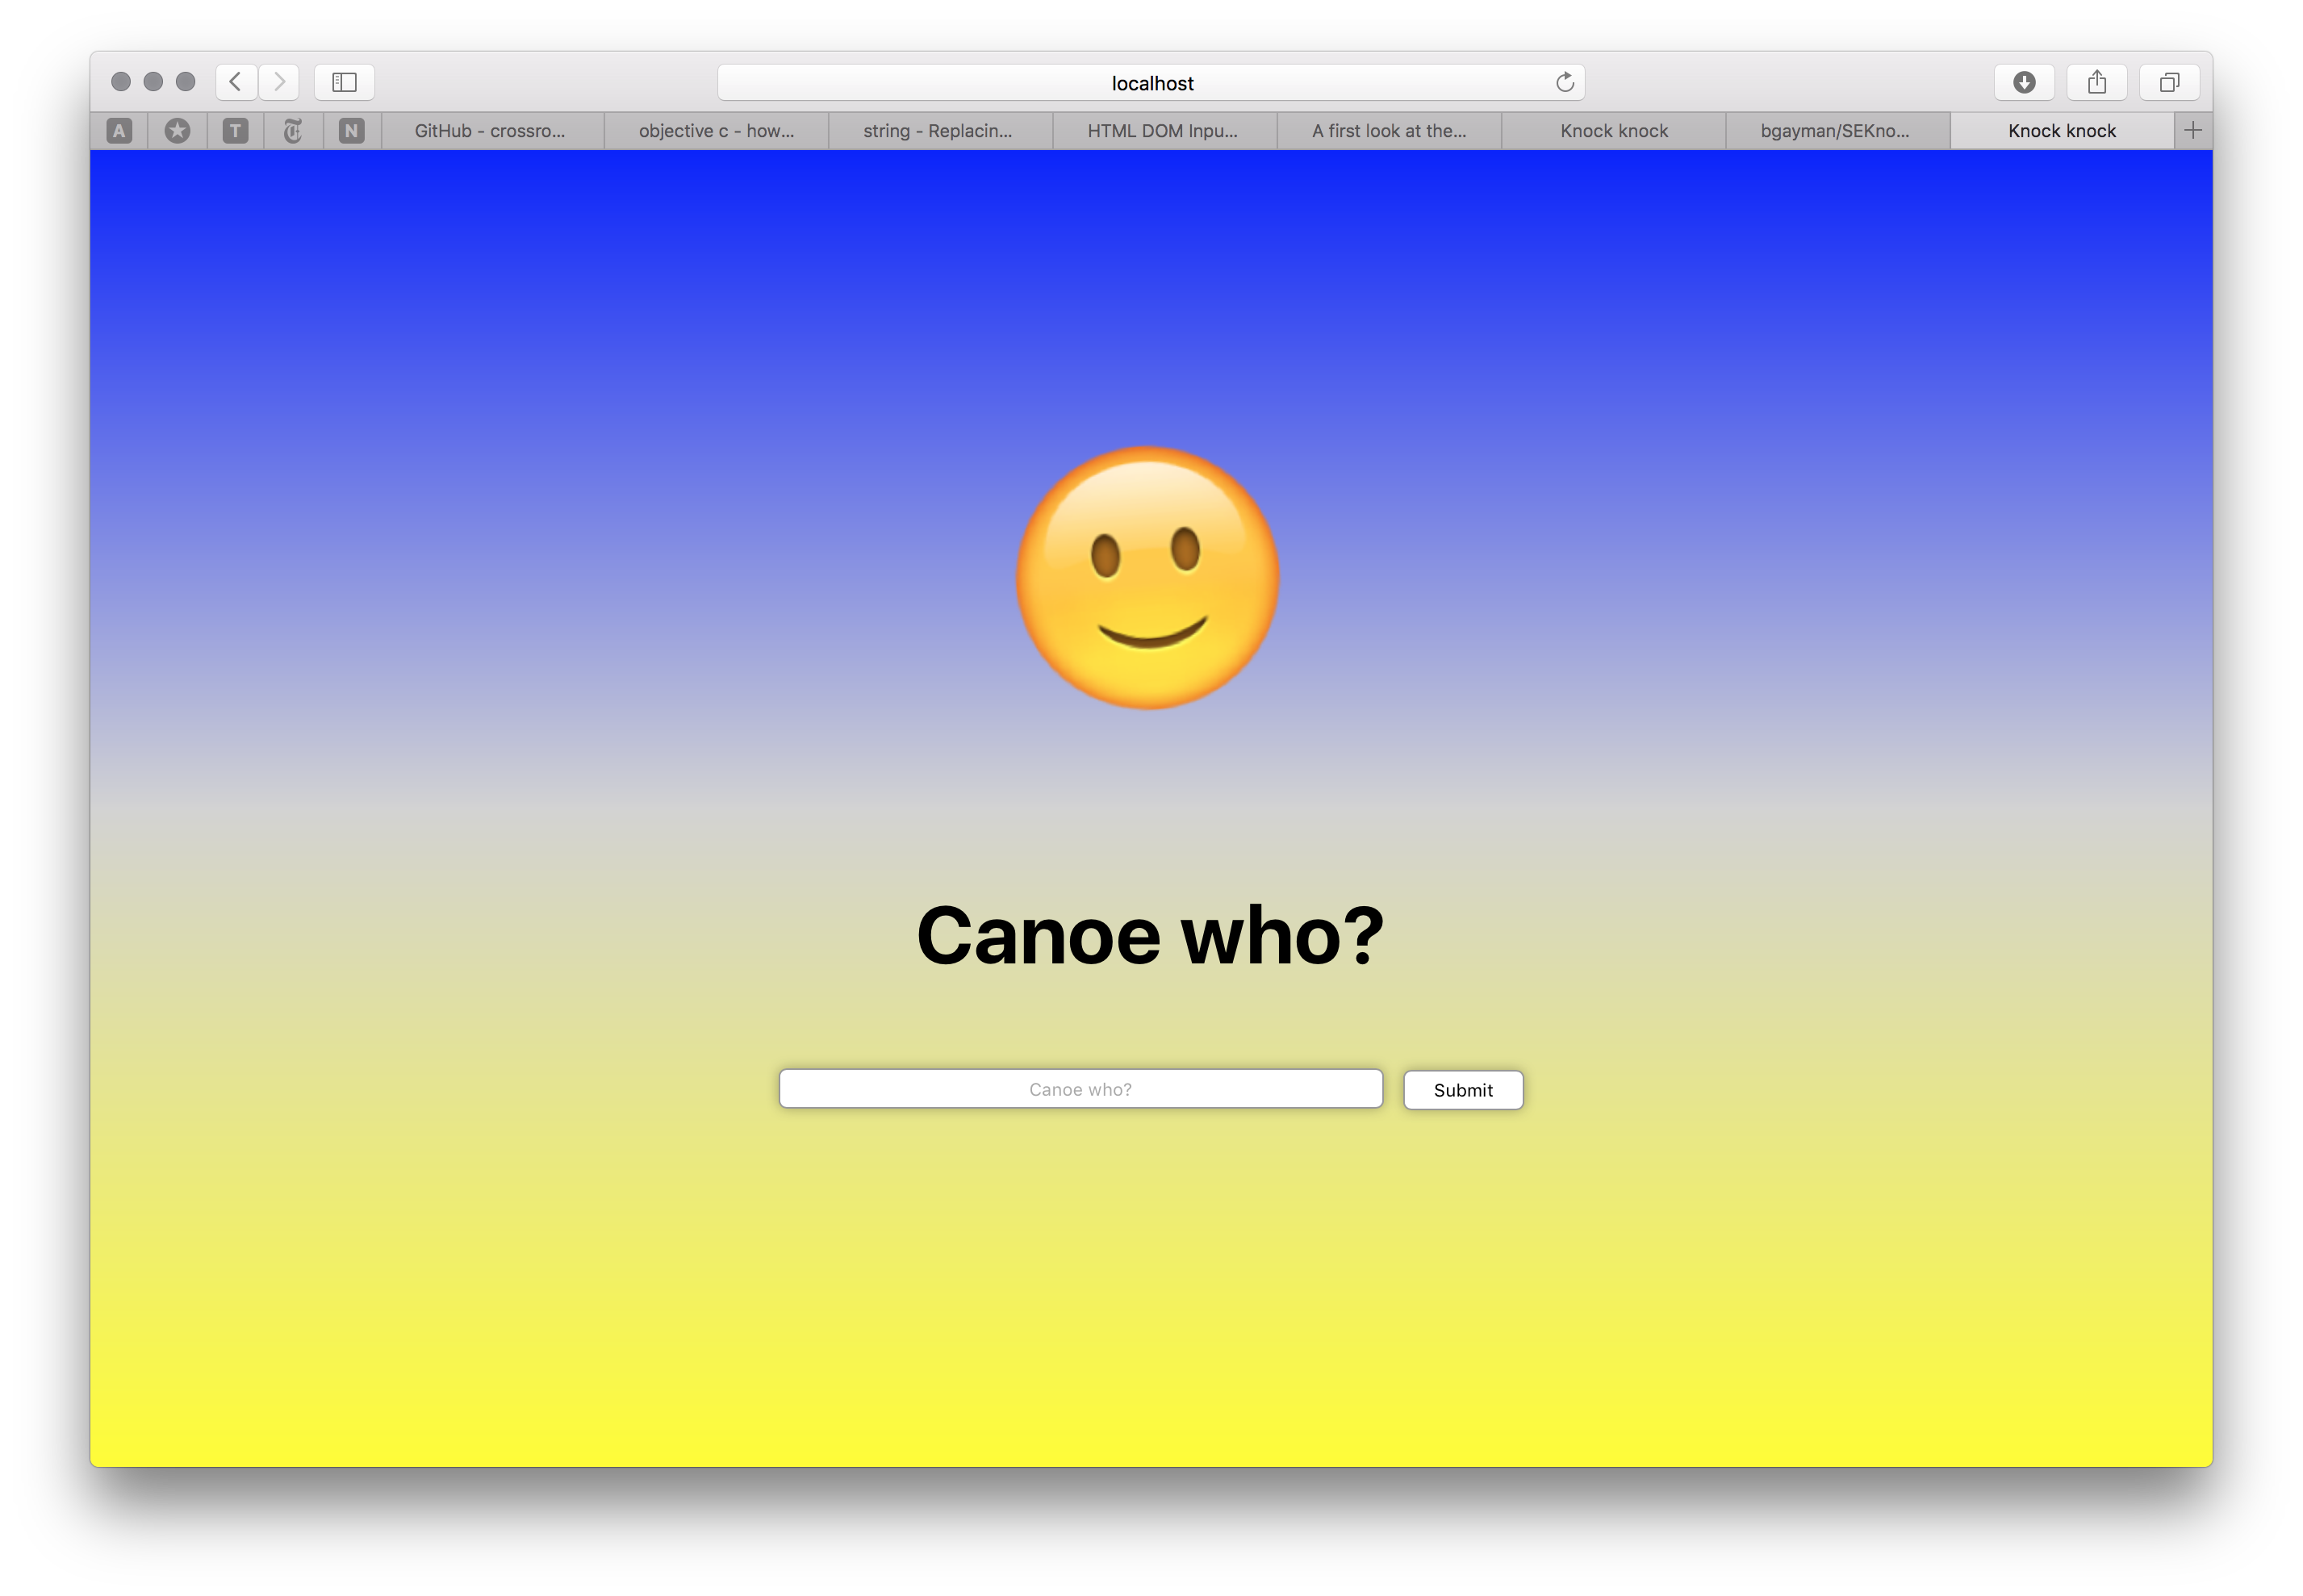 localhost
A T T N GitHub - crossro... objective c - how... string - Replacin... HTML DOM Inpu... A first look at the... Knock knock bgayman/SEKno... Knock knock
Canoe who?
Canoe who? Submit